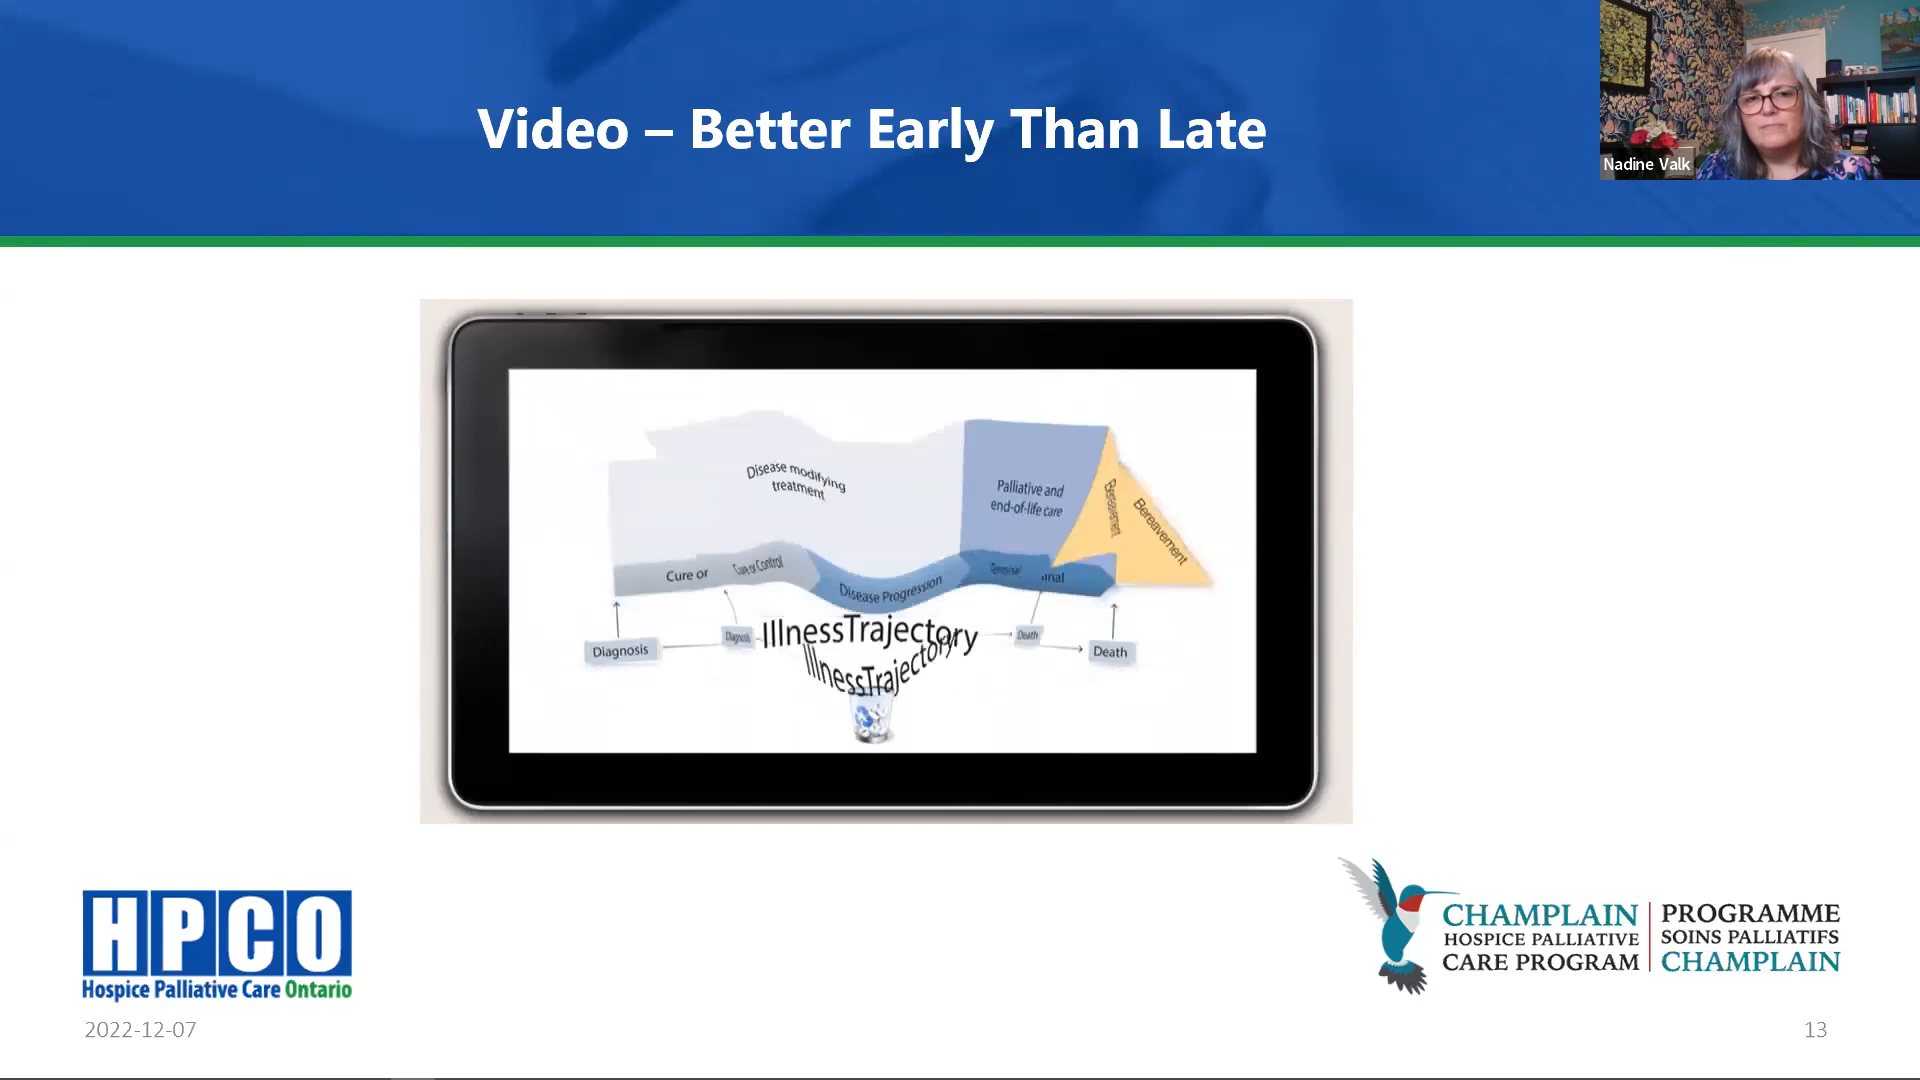 Video – Better Early Than Late
Nadine Valk
Disease modifying
treatment
Palliative and
end-of-life care
Bereavement
Bereavement
Cure or
Cure or Control
Disease Progression
Terminal
inal
Diagnosis
Diagnosis
IllnessTrajectory
IllnessTrajectory
Death
Death
HPCO
Hospice Palliative Care Ontario
CHAMPLAIN
HOSPICE PALLIATIVE
CARE PROGRAM
PROGRAMME
SOINS PALLIATIFS
CHAMPLAIN
2022-12-07
13